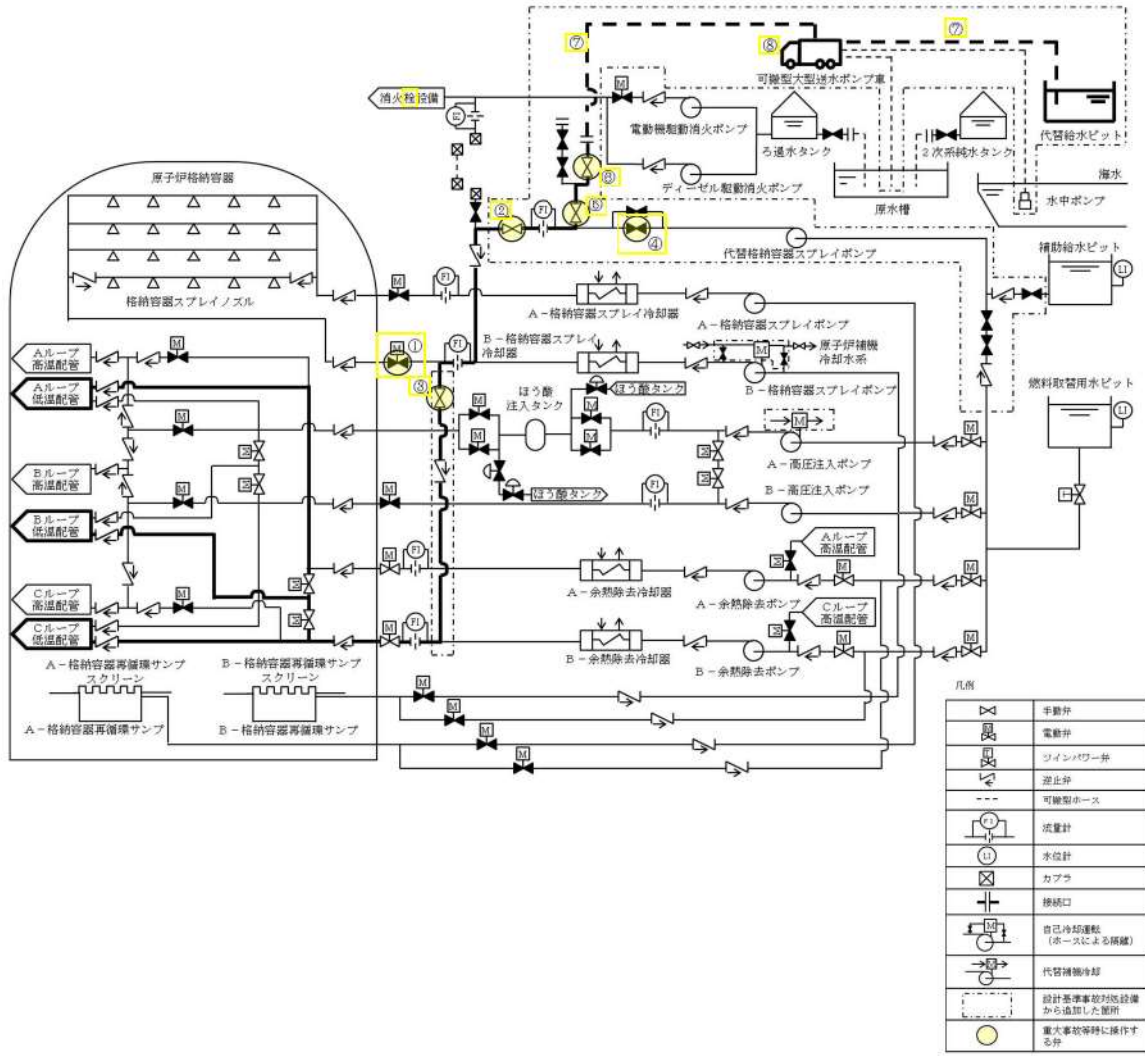 ⑦
⑧
⑦
可搬型大型送水ポンプ車
代替給水ピット
消火栓設備
FI
M
電動機駆動消火ポンプ
ろ過水タンク
2次系純水タンク
ディーゼル駆動消火ポンプ
原水槽
海水
水中ポンプ
⑥
⑤
②
FI
④
代替格納容器スプレイポンプ
補助給水ピット
LI
原子炉格納容器
格納容器スプレイノズル
M
FI
A-格納容器スプレイ冷却器
A-格納容器スプレイポンプ
①
M
FI
B-格納容器スプレイ
冷却器
M
原子炉補機
冷却水系
B-格納容器スプレイポンプ
③
燃料取替用水ピット
LI
Aループ
高温配管
M
Aループ
低温配管
M
ほう酸
注入タンク
ほう酸タンク
M
M
M
M
FI
M
M
A-高圧注入ポンプ
M
M
M
Bループ
高温配管
M
M
M
ほう酸タンク
FI
M
B-高圧注入ポンプ
M
T
Bループ
低温配管
Aループ
高温配管
M
FI
M
M
M
M
A-余熱除去冷却器
A-余熱除去ポンプ
Cループ
高温配管
M
M
Cループ
高温配管
Cループ
低温配管
M
FI
M
M
M
B-余熱除去冷却器
B-余熱除去ポンプ
A-格納容器再循環サンプ
スクリーン
B-格納容器再循環サンプ
スクリーン
A-格納容器再循環サンプ
B-格納容器再循環サンプ
M
M
M
M
凡例
手動弁
M
電動弁
T
ツインパワー弁
逆止弁
可搬型ホース
FI
流量計
LI
水位計
カプラ
接続口
M
自己冷却運転
(ホースによる隔離)
M
代替補機冷却
設計基準事故対処設備
から追加した箇所
重大事故等時に操作す
る弁